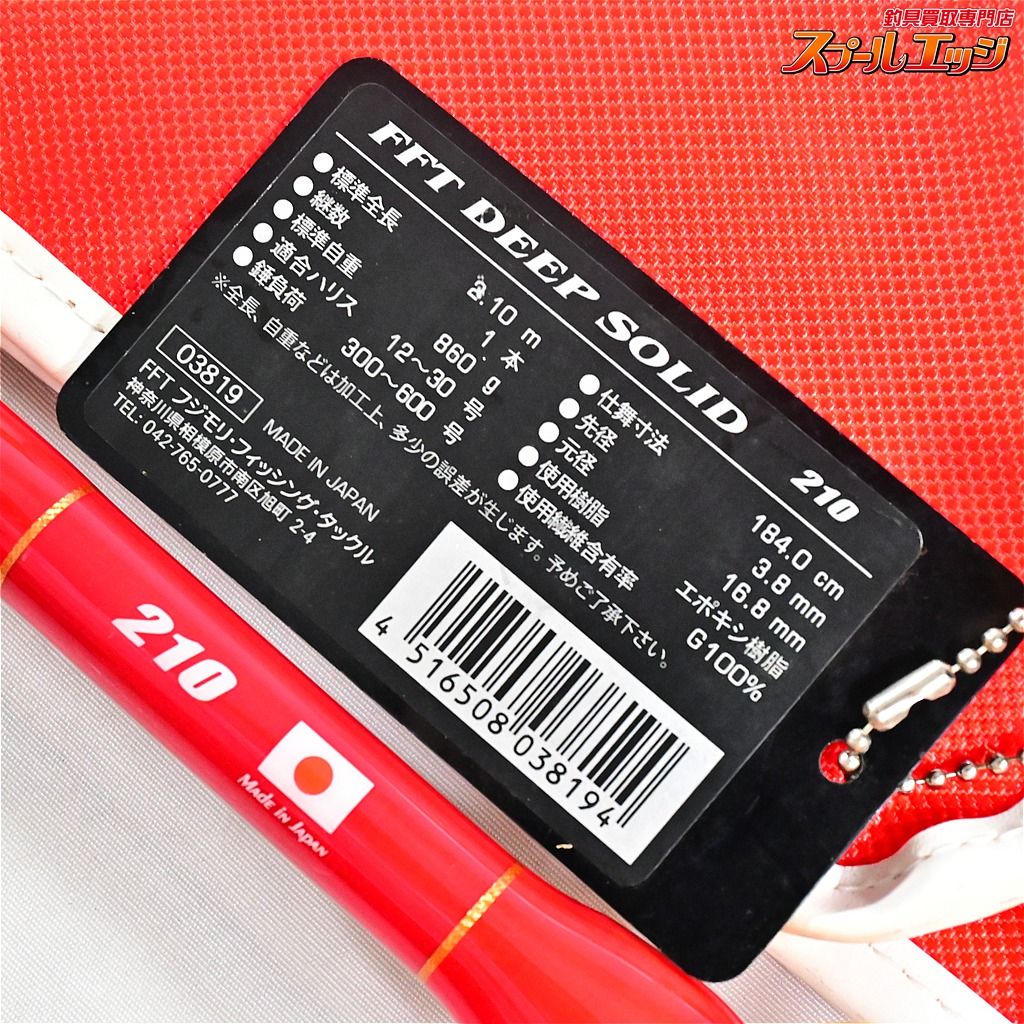 釣具買取専門店
スプールエッジ
FFT DEEP SOLID 210
●標準全長 2.10 m
●継数 1 本
●標準自重 860 g
●適合ハリス 12〜30 号
●錘負荷 300〜600 号
●仕舞寸法 184.0 cm
●先径 3.8 mm
●元径 16.8 mm
●使用樹脂 エポキシ樹脂
●使用繊維含有率 G100%
※全長、自重などは加工上、多少の誤差が生じます。予めご了承下さい。
03819 MADE IN JAPAN
FFT フジモリ・フィッシング・タックル
神奈川県相模原市南区旭町 2-4
TEL: 042-765-0777
4 516508 038194
210
MADE IN JAPAN